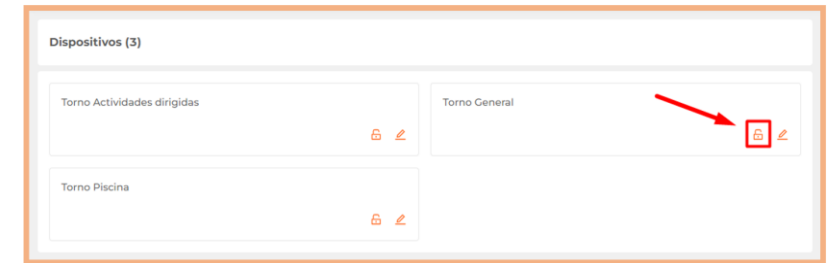 Dispositivos (3)
Torno Actividades dirigidas
Torno General
Torno Piscina